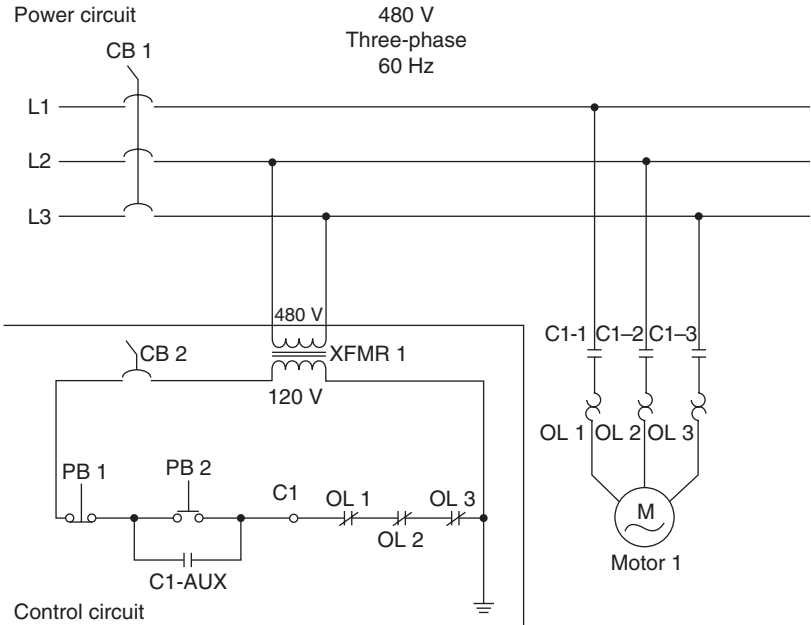 Power circuit
480 V
Three-phase
60 Hz
CB 1
L1
L2
L3
480 V
C1-1 C1–2 C1–3
CB 2
XFMR 1
120 V
OL 1 OL 2 OL 3
PB 1
PB 2
C1
OL 1
OL 3
M
OL 2
Motor 1
C1-AUX
Control circuit